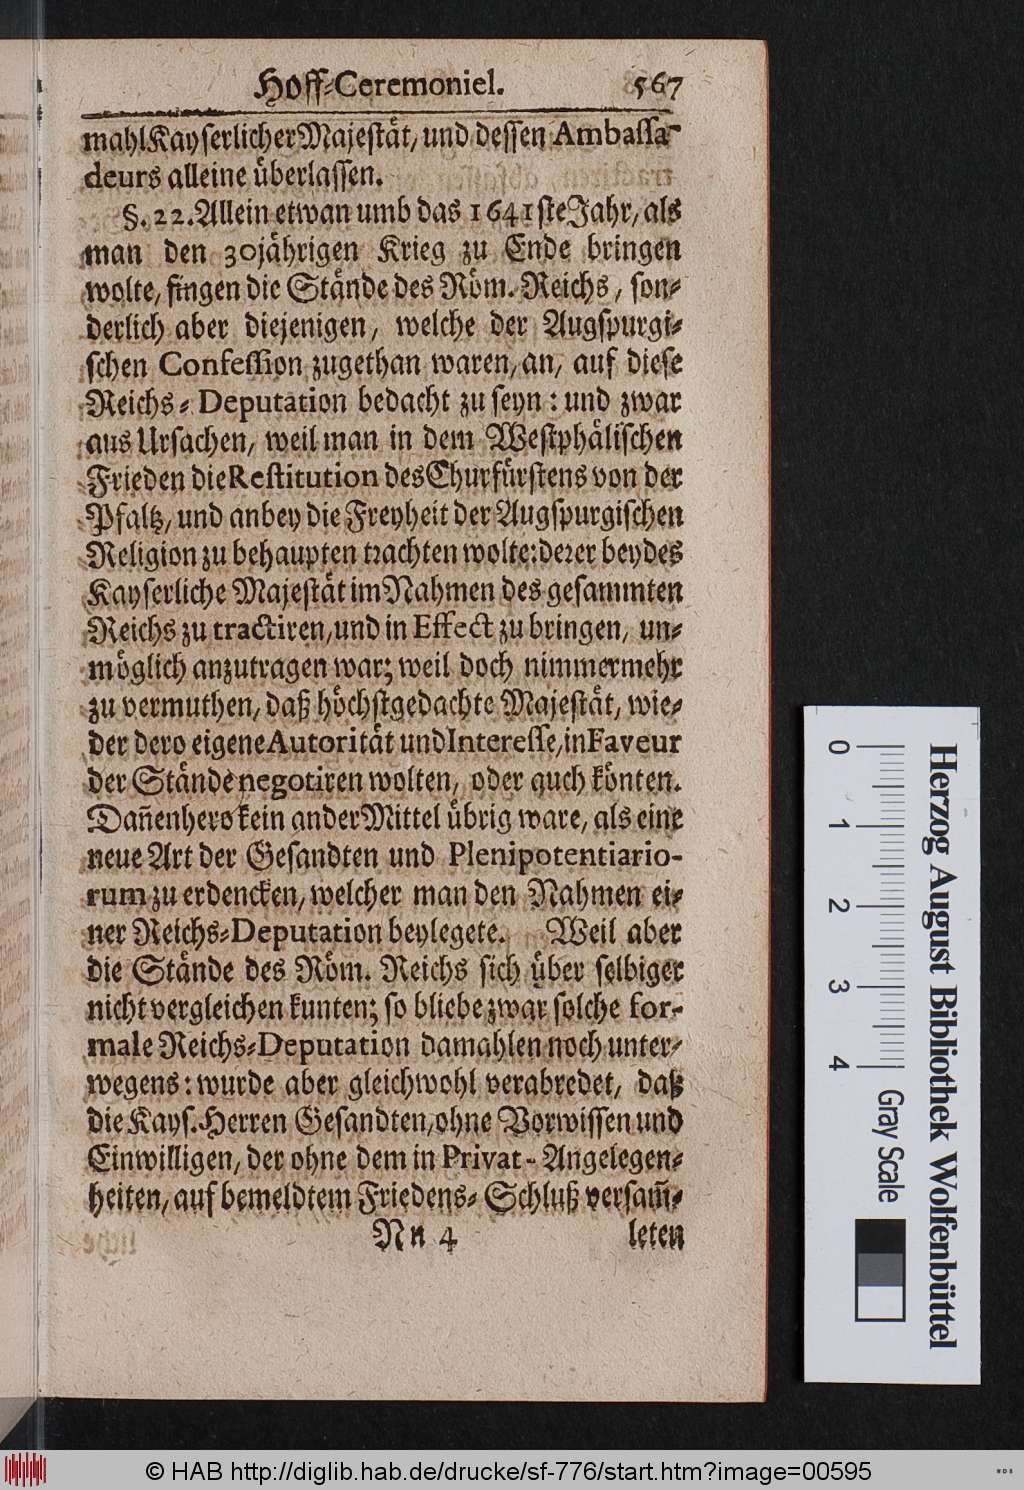 Hoff-Ceremoniel. 567
mahl Kayserlicher Majestät, und dessen Ambassa-
deurs alleine überlassen.
§. 22. Allein etwan umb das 1641ste Jahr, als
man den 30jährigen Krieg zu Ende bringen
wolte, fingen die Stände des Röm. Reichs, son-
derlich aber diejenigen, welche der Augspurgi-
schen Confession zugethan waren, an, auf diese
Reichs-Deputation bedacht zu seyn: und zwar
aus Ursachen, weil man in dem Westphälischen
Frieden die Restitution des Churfürstens von der
Pfaltz, und anbey die Freyheit der Augspurgischen
Religion zu behaupten trachten wolte: derer beydes
Kayserliche Majestät im Nahmen des gesammten
Reichs zu tractiren, und in Effect zu bringen, un-
möglich anzutragen war; weil doch nimmermehr
zu vermuthen, daß höchstgedachte Majestät, wie-
der dero eigene Autorität und Interesse, in Faveur
der Stände negotiren wolten, oder auch könten.
Dañenhero kein ander Mittel übrig ware, als eine
neue Art der Gesandten und Plenipotentiario-
rum zu erdencken, welcher man den Nahmen ei-
ner Reichs-Deputation beylegete. Weil aber
die Stände des Röm. Reichs sich über selbiger
nicht vergleichen kunten; so bliebe zwar solche for-
male Reichs-Deputation damahlen noch unter-
wegens: wurde aber gleichwohl verabredet, daß
die Kays. Herren Gesandten, ohne Vorwissen und
Einwilligen, der ohne dem in Privat-Angelegen-
heiten, auf bemeldtem Friedens-Schluß versam̃-
Nn 4 leten
Herzog August Bibliothek Wolfenbüttel
0 1 2 3 4 Gray Scale
© HAB http://diglib.hab.de/drucke/sf-776/start.htm?image=00595